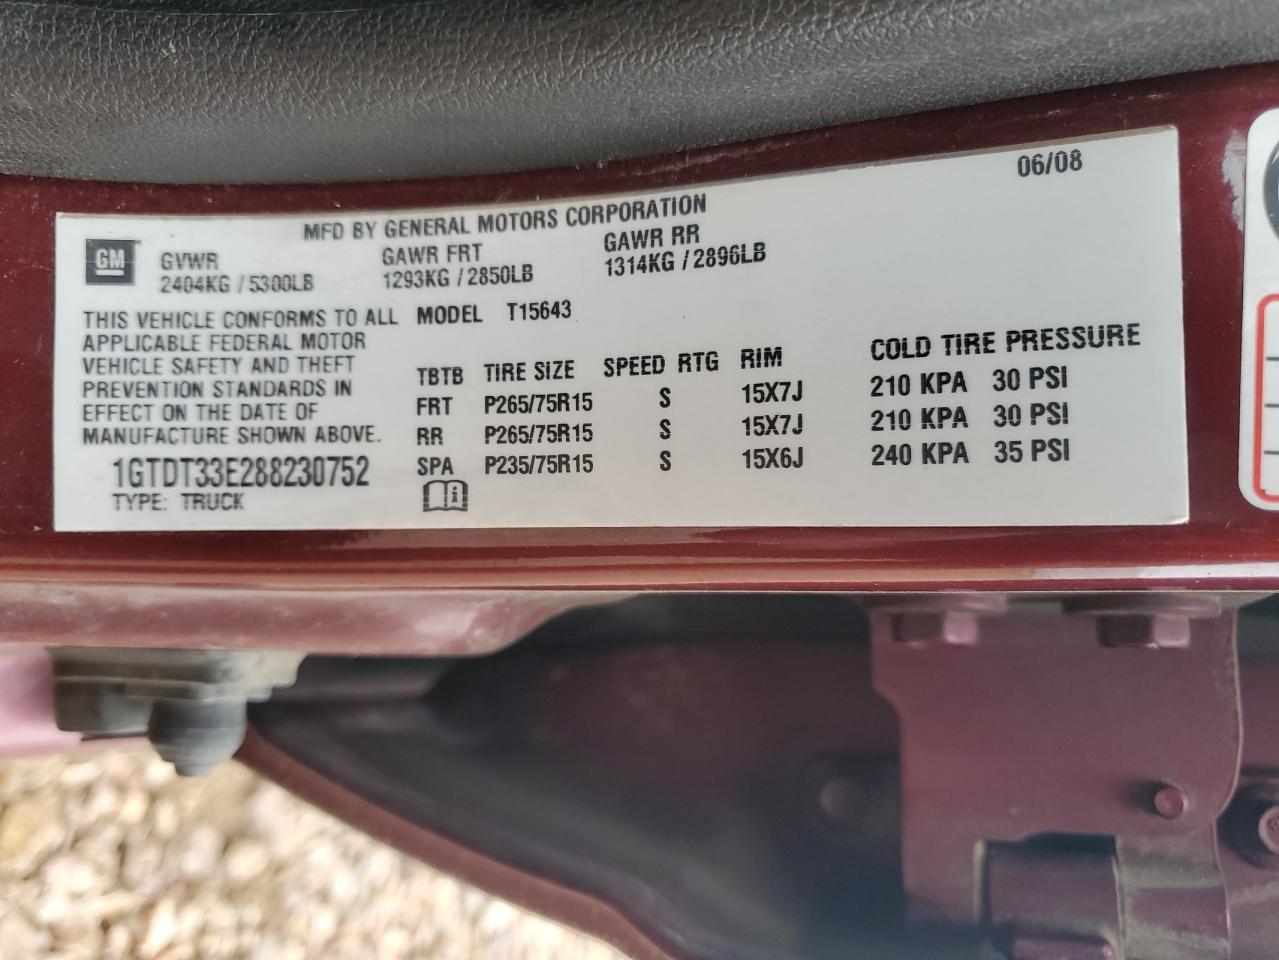 06/08
MFD BY GENERAL MOTORS CORPORATION
GM
GVWR GAWR FRT GAWR RR
2404KG / 5300LB 1293KG / 2850LB 1314KG / 2896LB
THIS VEHICLE CONFORMS TO ALL
APPLICABLE FEDERAL MOTOR
VEHICLE SAFETY AND THEFT
PREVENTION STANDARDS IN
EFFECT ON THE DATE OF
MANUFACTURE SHOWN ABOVE.
1GTDT33E288230752
TYPE: TRUCK
MODEL T15643
TBTB TIRE SIZE SPEED RTG RIM COLD TIRE PRESSURE
FRT P265/75R15 S 15X7J 210 KPA 30 PSI
RR P265/75R15 S 15X7J 210 KPA 30 PSI
SPA P235/75R15 S 15X6J 240 KPA 35 PSI